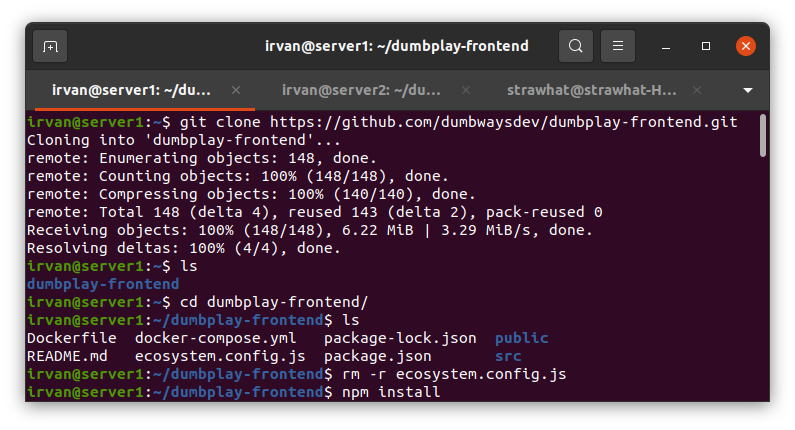 irvan@server1: ~/dumbplay-frontend
irvan@server1: ~/du... irvan@server2: ~/du... strawhat@strawhat-H...
irvan@server1:~$ git clone https://github.com/dumbwaysdev/dumbplay-frontend.git
Cloning into 'dumbplay-frontend'...
remote: Enumerating objects: 148, done.
remote: Counting objects: 100% (148/148), done.
remote: Compressing objects: 100% (140/140), done.
remote: Total 148 (delta 4), reused 143 (delta 2), pack-reused 0
Receiving objects: 100% (148/148), 6.22 MiB | 3.29 MiB/s, done.
Resolving deltas: 100% (4/4), done.
irvan@server1:~$ ls
dumbplay-frontend
irvan@server1:~$ cd dumbplay-frontend/
irvan@server1:~/dumbplay-frontend$ ls
Dockerfile  docker-compose.yml   package-lock.json  public
README.md   ecosystem.config.js  package.json       src
irvan@server1:~/dumbplay-frontend$ rm -r ecosystem.config.js
irvan@server1:~/dumbplay-frontend$ npm install